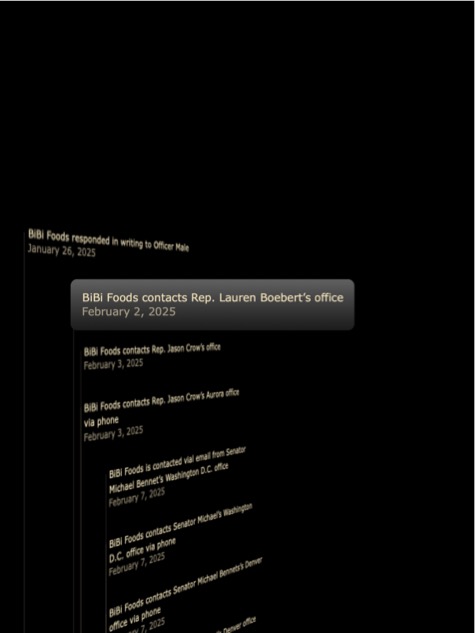 BiBi Foods responded in writing to Officer Male
January 26, 2025
BiBi Foods contacts Rep. Lauren Boebert's office
February 2, 2025
BiBi Foods contacts Rep. Jason Crow's office
February 3, 2025
BiBi Foods contacts Rep. Jason Crow's Aurora office
via phone
February 3, 2025
BiBi Foods is contacted vial email from Senator
Michael Bennet's Washington D.C. office
February 7, 2025
BiBi Foods contacts Senator Michael's Washington
D.C. office via phone
February 7, 2025
BiBi Foods contacts Senator Michael Bennets's Denver
office via phone
7, 2025
Denver office